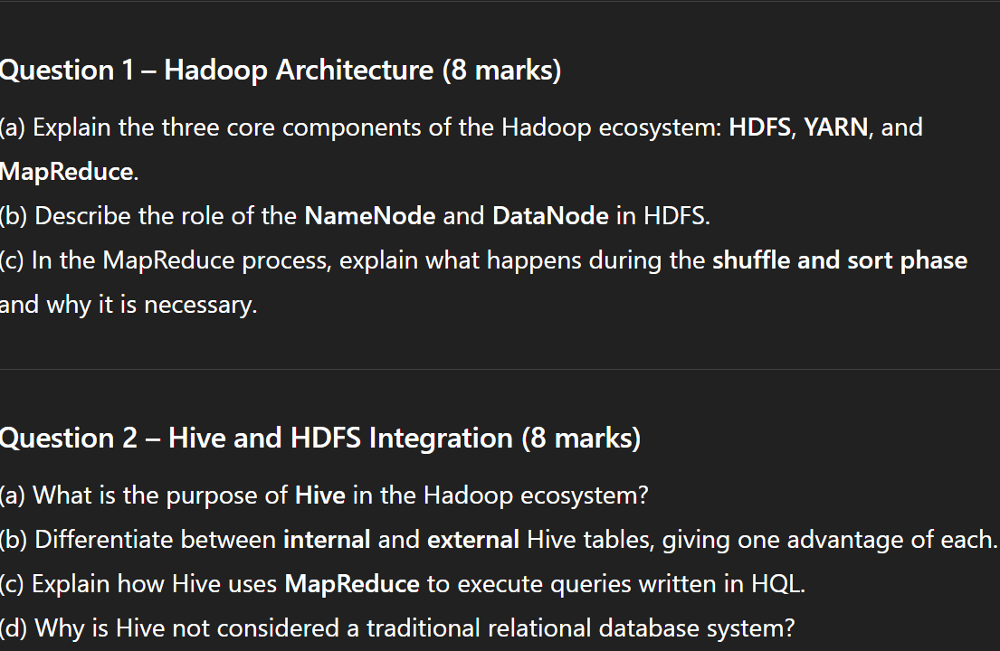 Question 1 – Hadoop Architecture (8 marks)
(a) Explain the three core components of the Hadoop ecosystem: HDFS, YARN, and
MapReduce.
(b) Describe the role of the NameNode and DataNode in HDFS.
(c) In the MapReduce process, explain what happens during the shuffle and sort phase
and why it is necessary.
Question 2 – Hive and HDFS Integration (8 marks)
(a) What is the purpose of Hive in the Hadoop ecosystem?
(b) Differentiate between internal and external Hive tables, giving one advantage of each.
(c) Explain how Hive uses MapReduce to execute queries written in HQL.
(d) Why is Hive not considered a traditional relational database system?